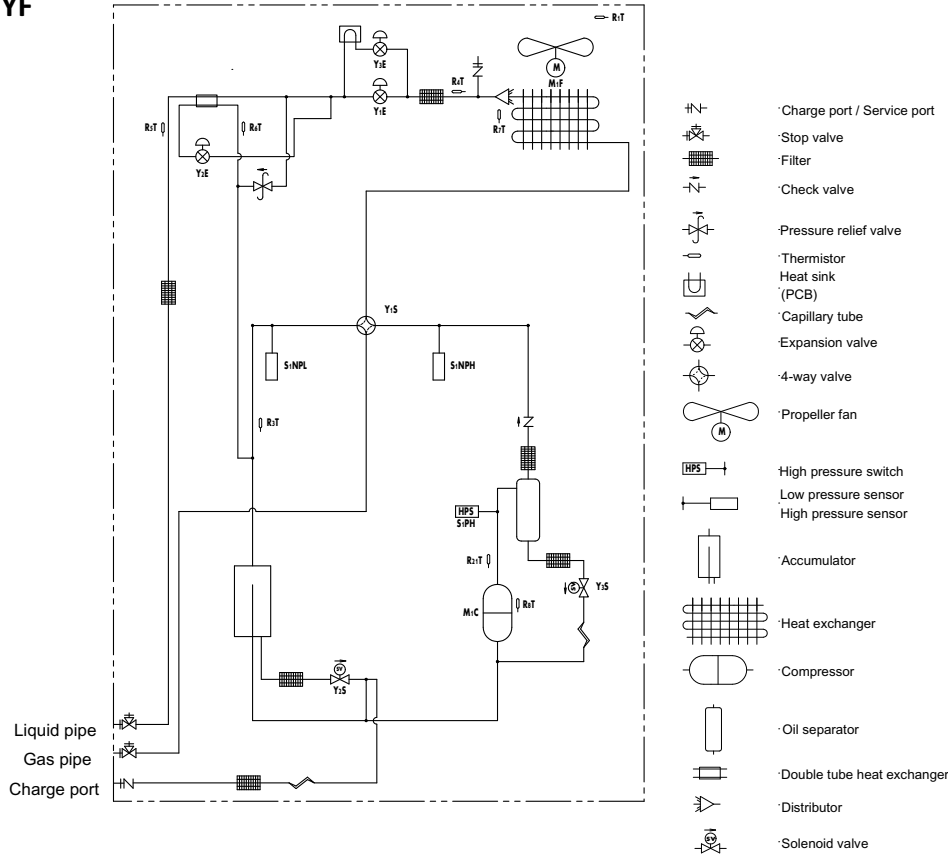 YF
R1T
Y3E
M
M1F
R4T
Y1E
R7T
R5T
R6T
Y2E
Y1S
S1NPL
S1NPH
R3T
HPS
S1PH
R21T
Y3S
M1C
R8T
SV
Y2S
Liquid pipe
Gas pipe
Charge port
Charge port / Service port
Stop valve
Filter
Check valve
Pressure relief valve
Thermistor
Heat sink
(PCB)
Capillary tube
Expansion valve
4-way valve
Propeller fan
M
HPS
High pressure switch
Low pressure sensor
High pressure sensor
Accumulator
Heat exchanger
Compressor
Oil separator
Double tube heat exchanger
Distributor
SV
Solenoid valve